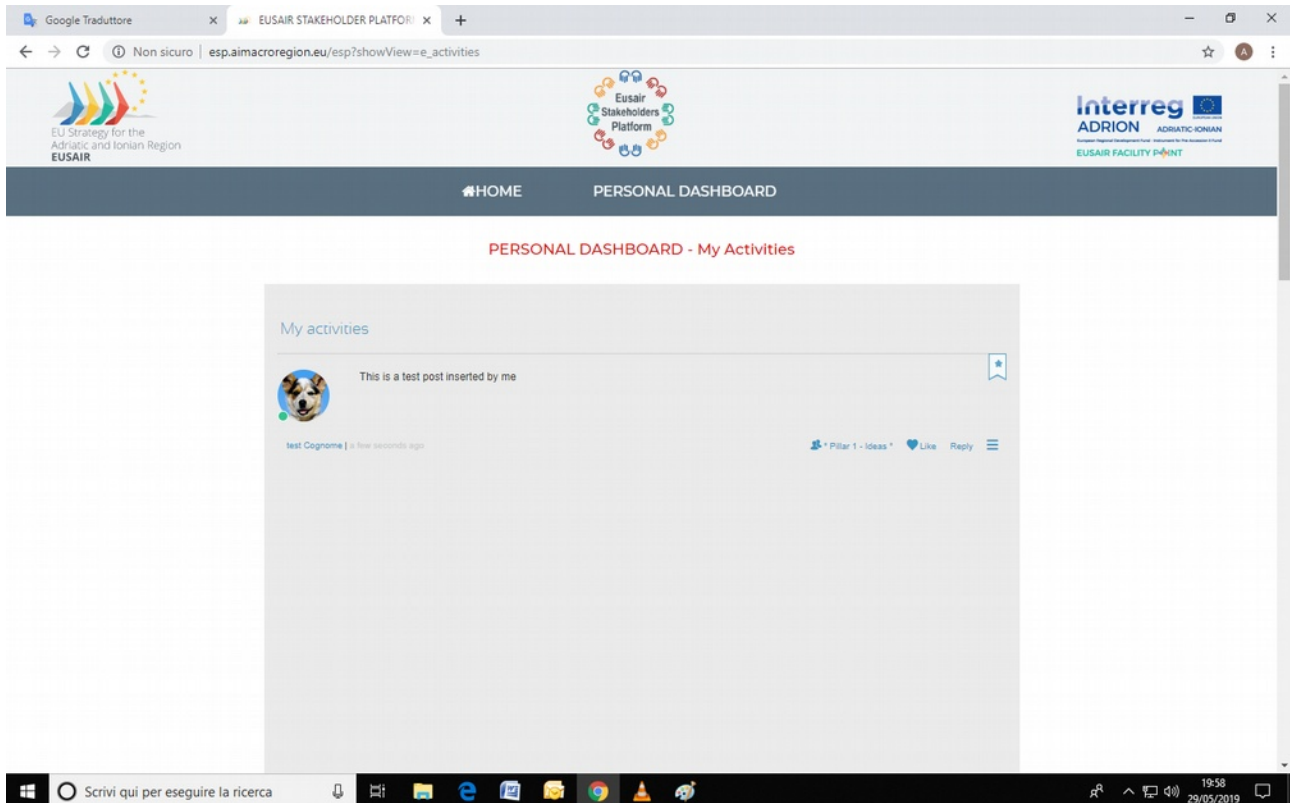 Google Traduttore
EUSAIR STAKEHOLDER PLATFOR
Non sicuro | esp.aimacroregion.eu/esp?showView=e_activities
A
EU Strategy for the
Adriatic and Ionian Region
EUSAIR
Eusair
Stakeholders
Platform
Interreg
ADRION ADRIATIC-IONIAN
EUSAIR FACILITY POINT
HOME PERSONAL DASHBOARD
PERSONAL DASHBOARD - My Activities
My activities
This is a test post inserted by me
test Cognome | a few seconds ago
* Pillar 1 - Ideas * Like Reply
Scrivi qui per eseguire la ricerca
19:58
29/05/2019